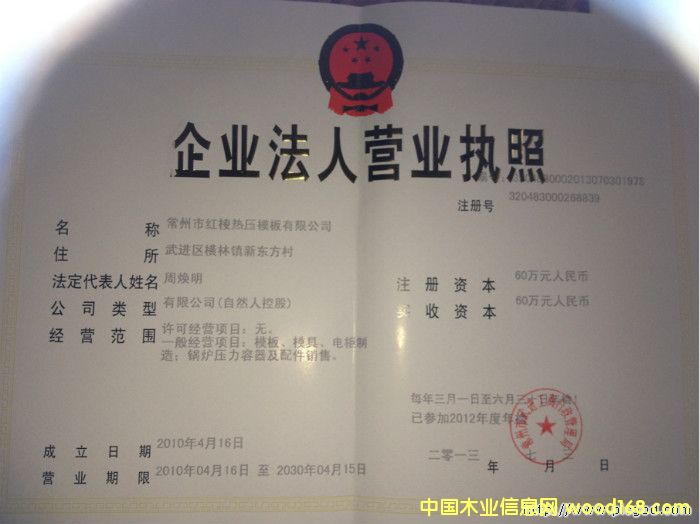 企业法人营业执照
注册号 320483000268839
名称 常州市红棱热压模板有限公司
住所 武进区横林镇新东方村
法定代表人姓名 周焕明
注册资本 60万元人民币
公司类型 有限公司(自然人控股)
实收资本 60万元人民币
经营范围 许可经营项目：无。
一般经营项目：模板、模具、电柜制
造；锅炉压力容器及配件销售。
每年三月一日至六月三十日年检！
已参加2012年度年检
成立日期 2010年4月16日
二〇一三 年 月 日
营业期限 2010年04月16日 至 2030年04月15日
中国木业信息网.wood168.com